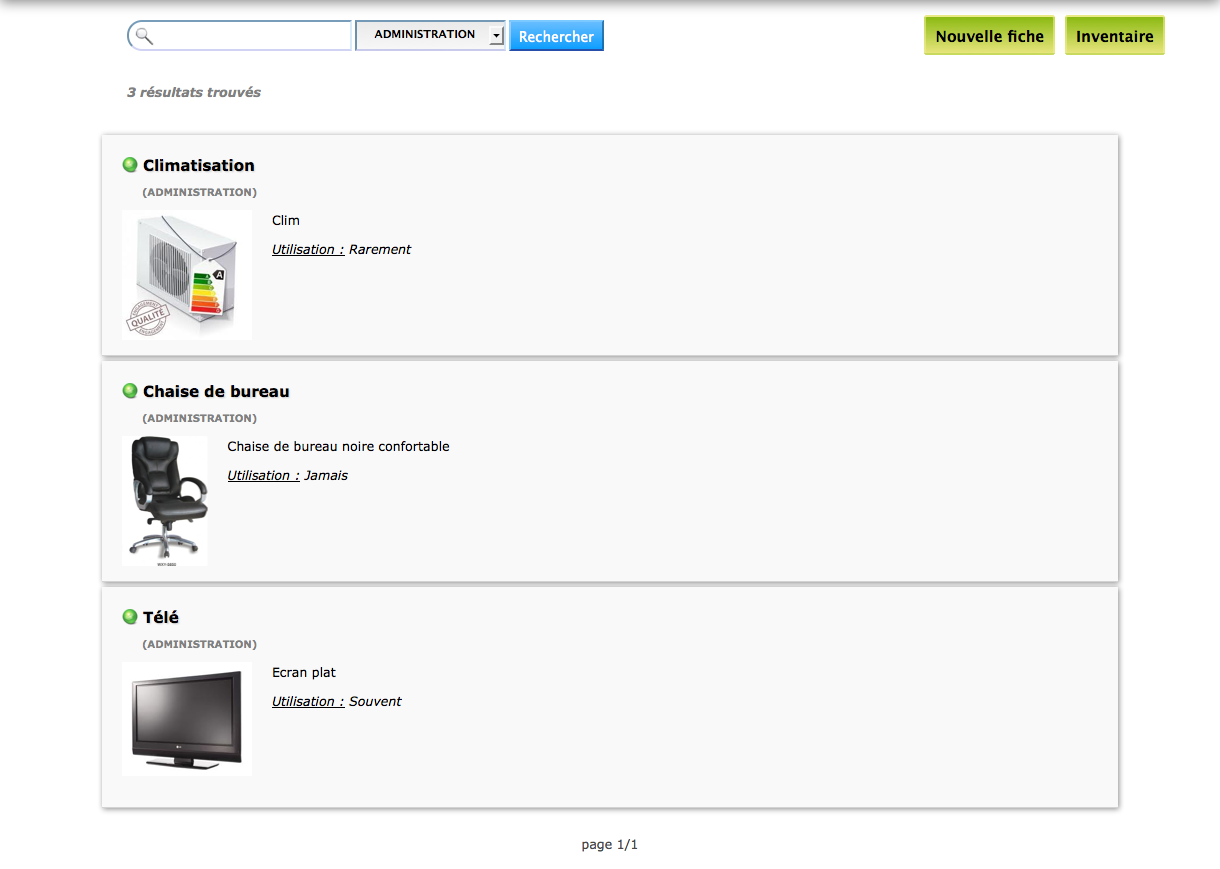 ADMINISTRATION
Rechercher
Nouvelle fiche
Inventaire
3 résultats trouvés
Climatisation
(ADMINISTRATION)
Clim
Utilisation : Rarement
A
QUALITÉ
Chaise de bureau
(ADMINISTRATION)
Chaise de bureau noire confortable
Utilisation : Jamais
Télé
(ADMINISTRATION)
Ecran plat
Utilisation : Souvent
page 1/1